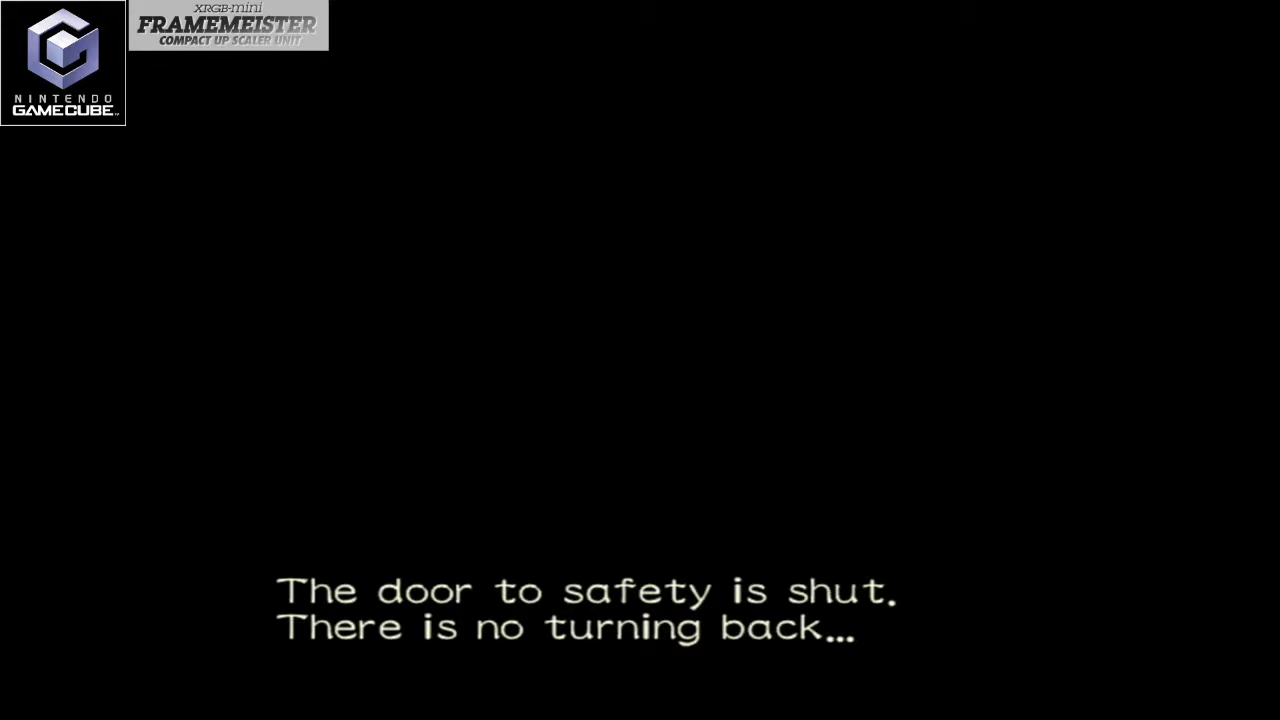 XRGB-mini
FRAMEMEISTER
COMPACT UP SCALER UNIT
NINTENDO
GAMECUBE™
The door to safety is shut.
There is no turning back...